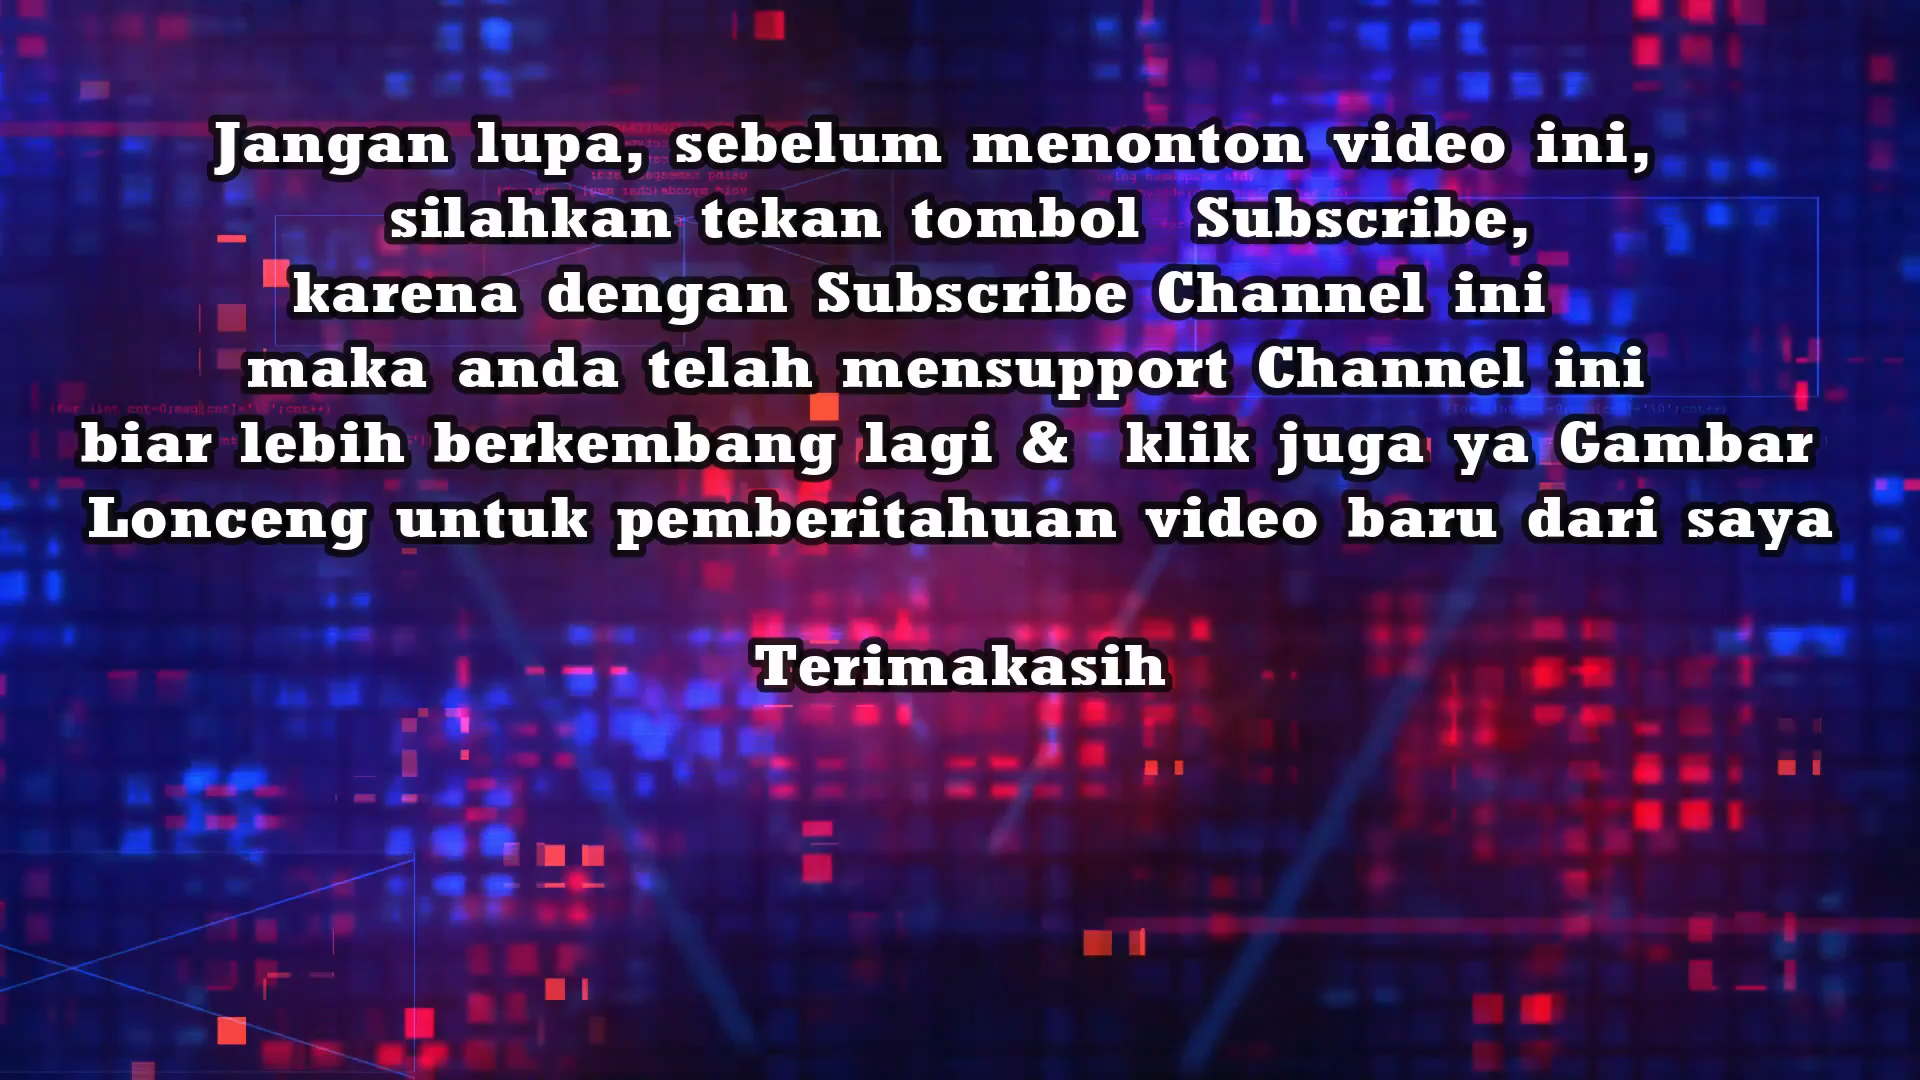 Jangan lupa, sebelum menonton video ini,
silahkan tekan tombol Subscribe,
karena dengan Subscribe Channel ini
maka anda telah mensupport Channel ini
biar lebih berkembang lagi & klik juga ya Gambar
Lonceng untuk pemberitahuan video baru dari saya
Terimakasih